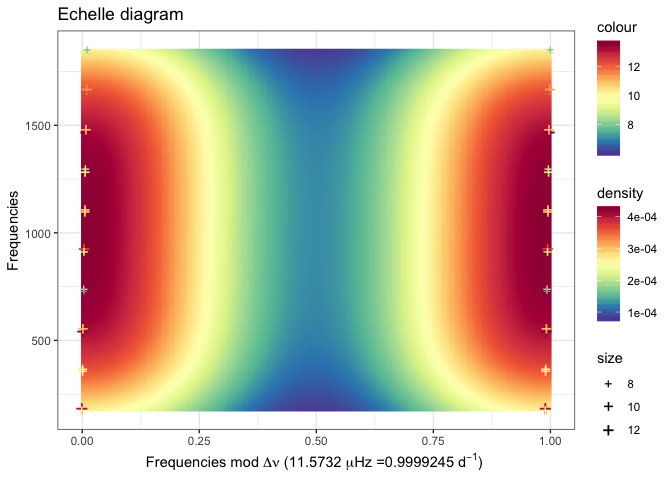 Echelle diagram
Frequencies
1500
1000
500
0.00 0.25 0.50 0.75 1.00
Frequencies mod Δν (11.5732 μHz =0.9999245 d⁻¹)
colour
12
10
8
density
4e-04
3e-04
2e-04
1e-04
size
8
10
12